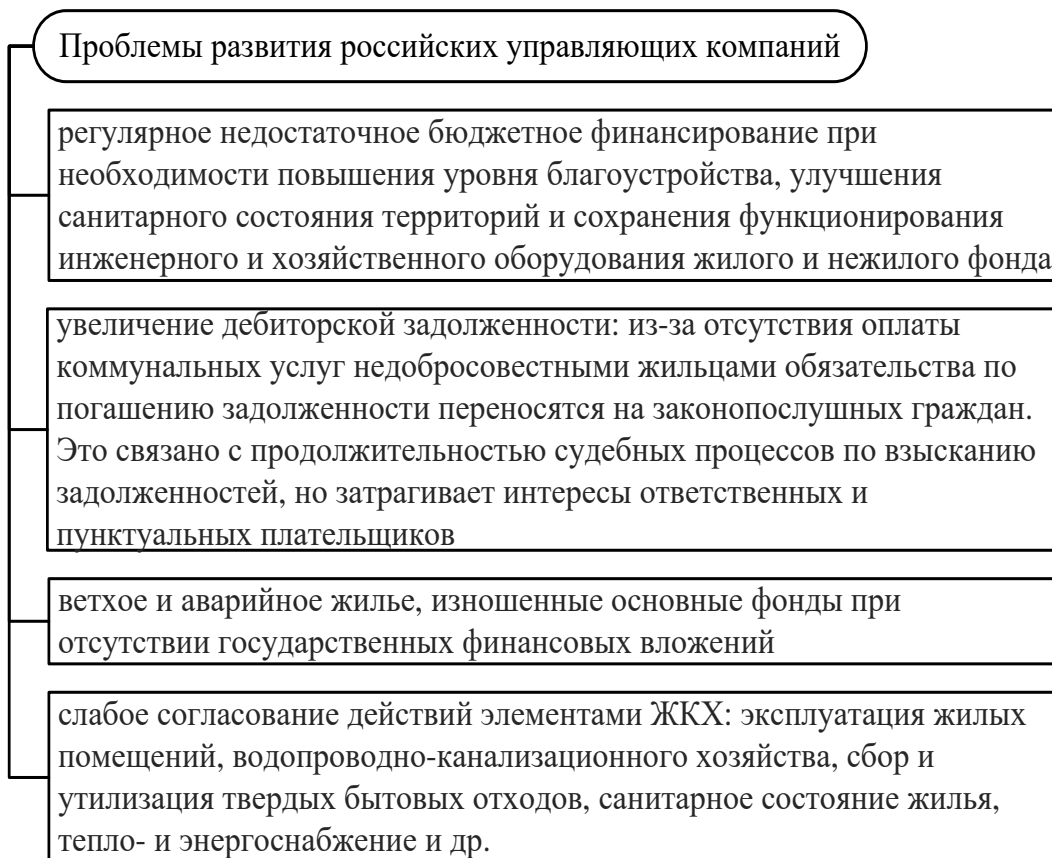 Проблемы развития российских управляющих компаний
регулярное недостаточное бюджетное финансирование при
необходимости повышения уровня благоустройства, улучшения
санитарного состояния территорий и сохранения функционирования
инженерного и хозяйственного оборудования жилого и нежилого фонда
увеличение дебиторской задолженности: из-за отсутствия оплаты
коммунальных услуг недобросовестными жильцами обязательства по
погашению задолженности переносятся на законопослушных граждан.
Это связано с продолжительностью судебных процессов по взысканию
задолженностей, но затрагивает интересы ответственных и
пунктуальных плательщиков
ветхое и аварийное жилье, изношенные основные фонды при
отсутствии государственных финансовых вложений
слабое согласование действий элементами ЖКХ: эксплуатация жилых
помещений, водопроводно-канализационного хозяйства, сбор и
утилизация твердых бытовых отходов, санитарное состояние жилья,
тепло- и энергоснабжение и др.